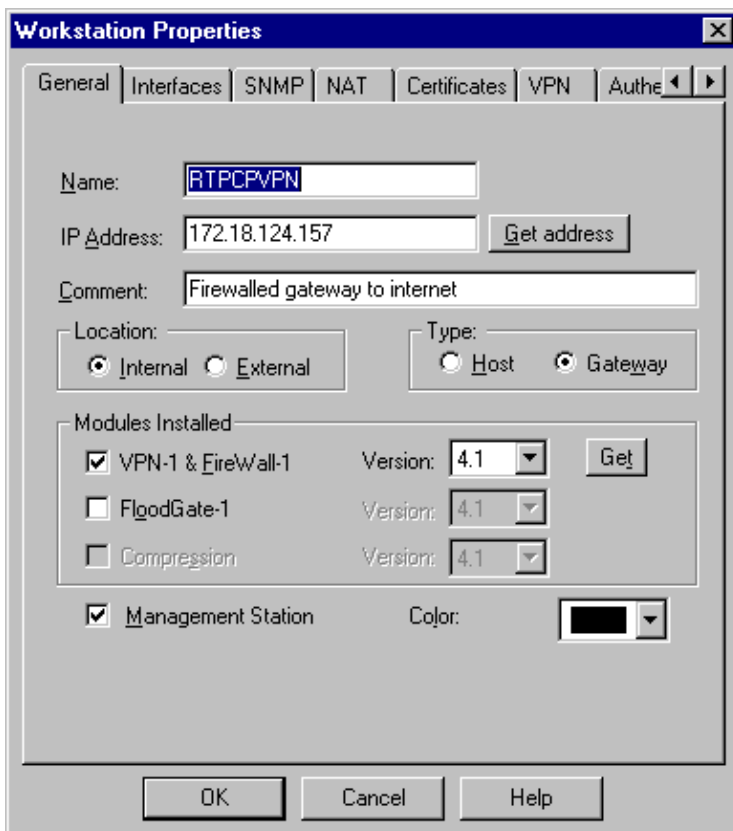 Workstation Properties
General Interfaces SNMP NAT Certificates VPN Authe
Name: RTPCPVPN
IP Address: 172.18.124.157 Get address
Comment: Firewalled gateway to internet
Location: Type:
Internal External Host Gateway
Modules Installed
VPN-1 & FireWall-1 Version: 4.1 Get
FloodGate-1 Version: 4.1
Compression Version: 4.1
Management Station Color:
OK Cancel Help